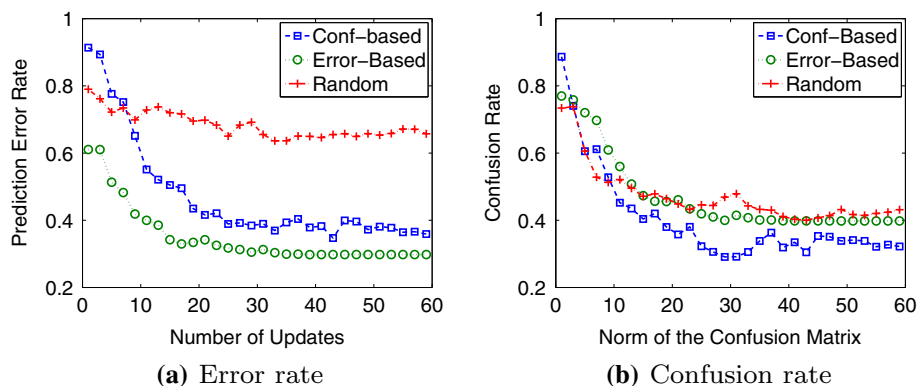 1
0.8
0.6
0.4
0.2
0 10 20 30 40 50 60
Prediction Error Rate
Number of Updates
Conf−based
Error−Based
Random
(a) Error rate
1
0.8
0.6
0.4
0.2
0 10 20 30 40 50 60
Confusion Rate
Norm of the Confusion Matrix
Conf−Based
Error−Based
Random
(b) Confusion rate